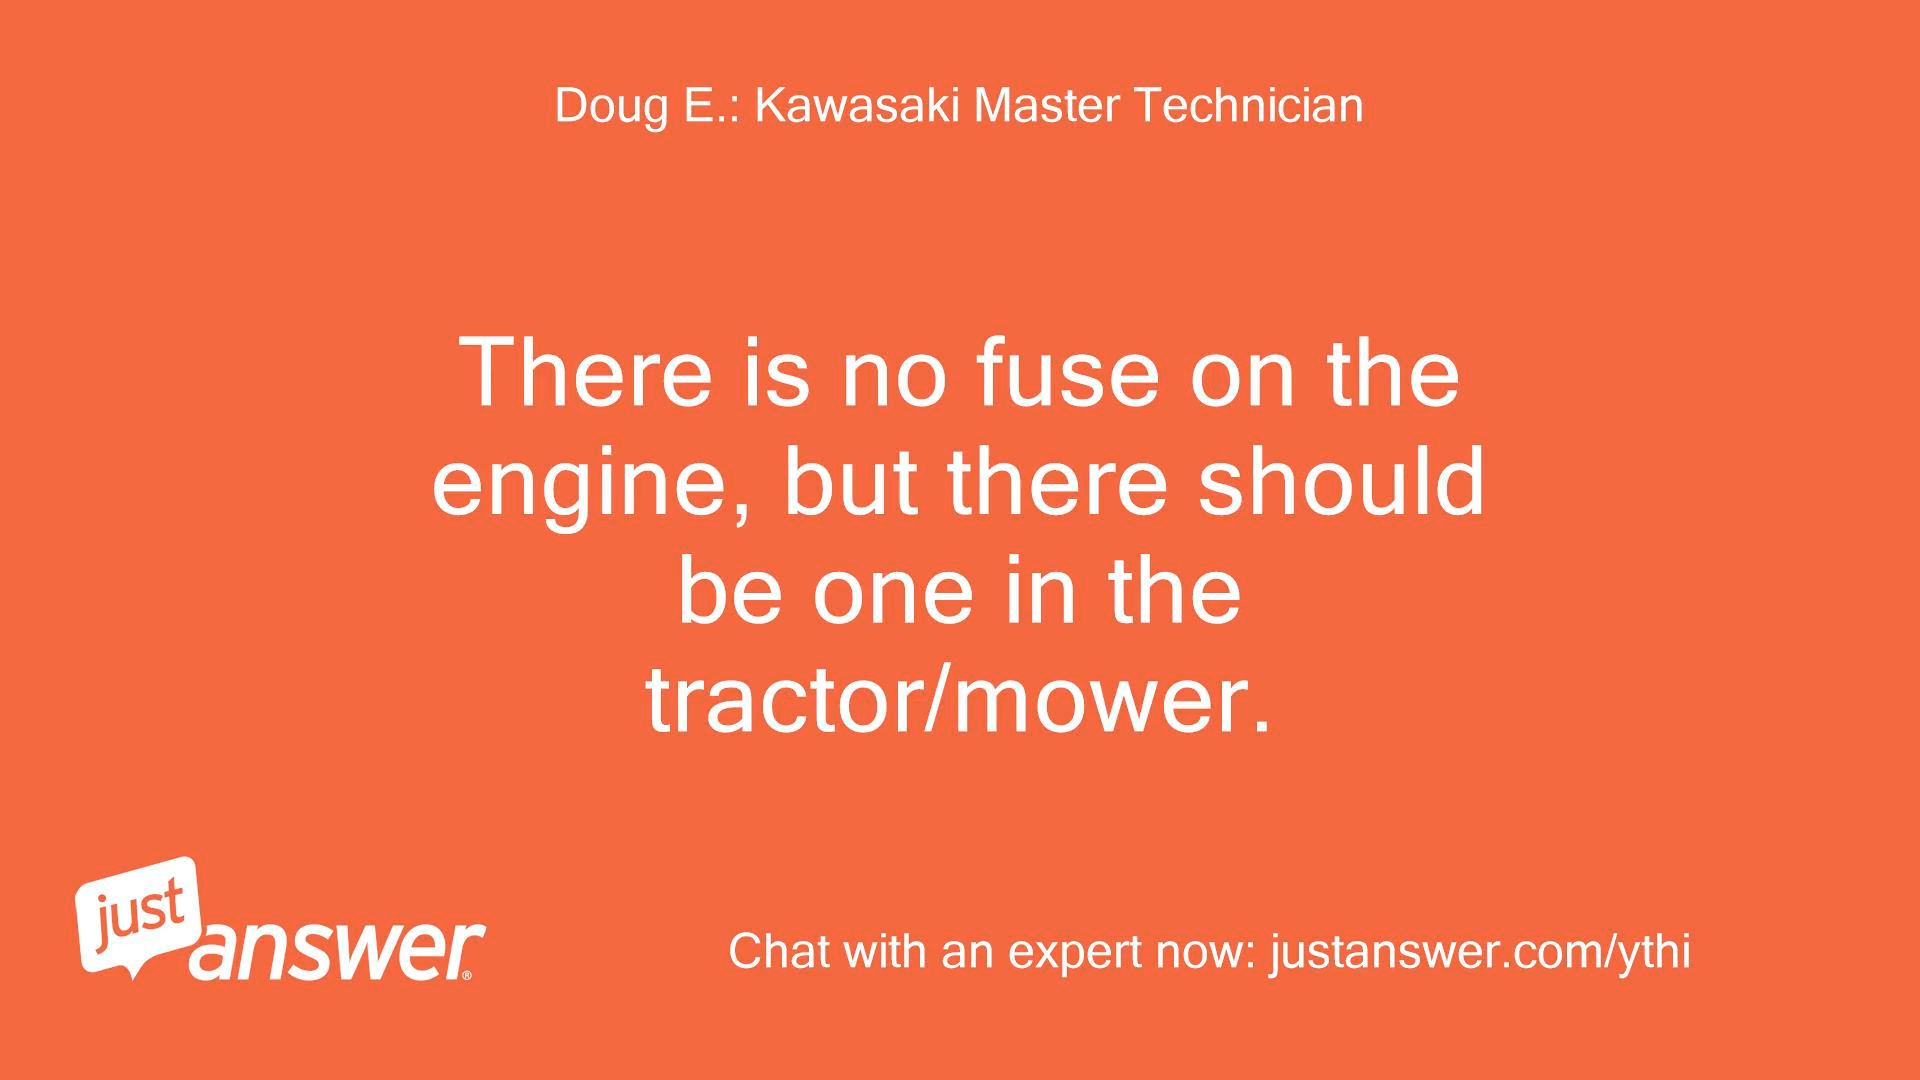 Doug E.: Kawasaki Master Technician
There is no fuse on the
engine, but there should
be one in the
tractor/mower.
just
answer®
Chat with an expert now: justanswer.com/ythi